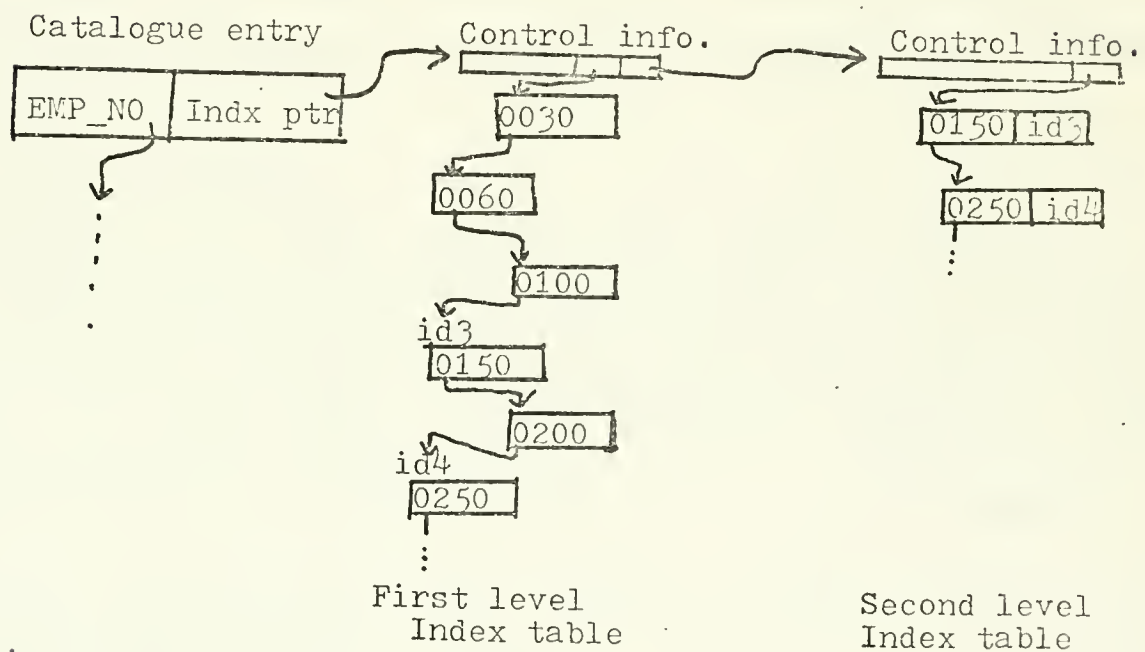 Catalogue entry
EMP_NO Indx ptr
Control info.
0030
0060
0100
id3
0150
0200
id4
0250
First level
Index table
Control info.
0150 id3
0250 id4
Second level
Index table